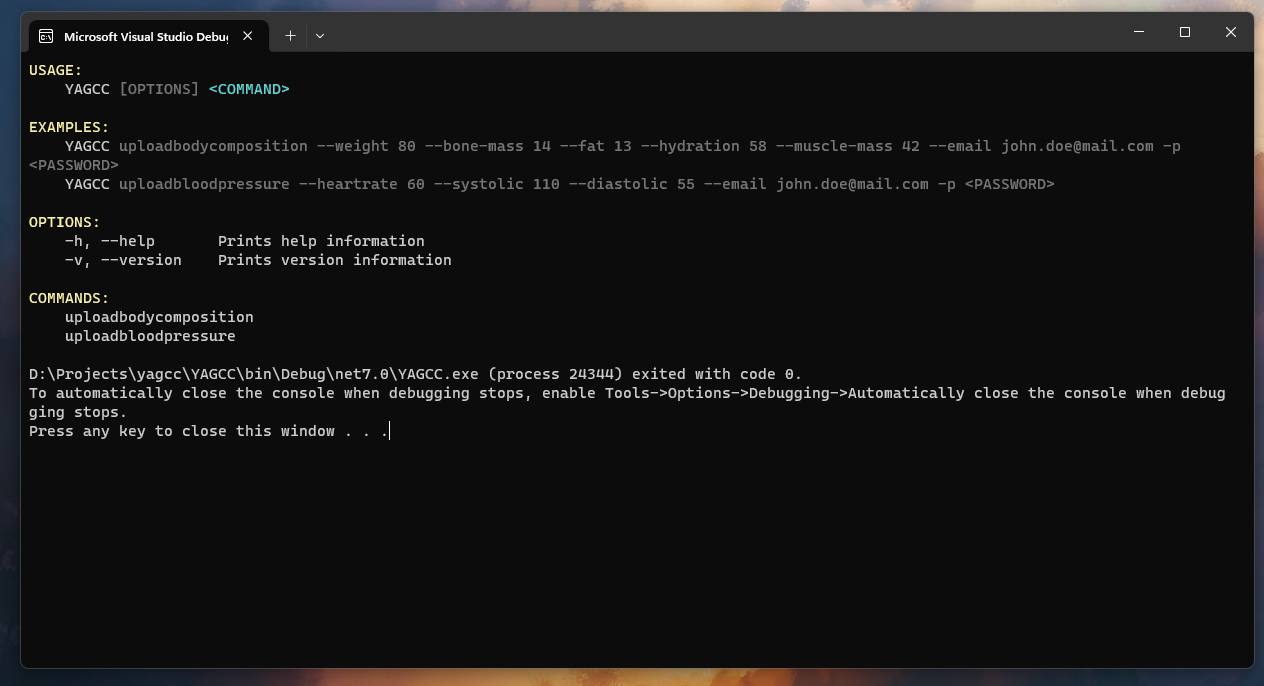 Microsoft Visual Studio Debu
USAGE:
    YAGCC [OPTIONS] <COMMAND>
EXAMPLES:
    YAGCC uploadbodycomposition --weight 80 --bone-mass 14 --fat 13 --hydration 58 --muscle-mass 42 --email john.doe@mail.com -p
<PASSWORD>
    YAGCC uploadbloodpressure --heartrate 60 --systolic 110 --diastolic 55 --email john.doe@mail.com -p <PASSWORD>
OPTIONS:
    -h, --help       Prints help information
    -v, --version    Prints version information
COMMANDS:
    uploadbodycomposition
    uploadbloodpressure
D:\Projects\yagcc\YAGCC\bin\Debug\net7.0\YAGCC.exe (process 24344) exited with code 0.
To automatically close the console when debugging stops, enable Tools->Options->Debugging->Automatically close the console when debug
ging stops.
Press any key to close this window . . .